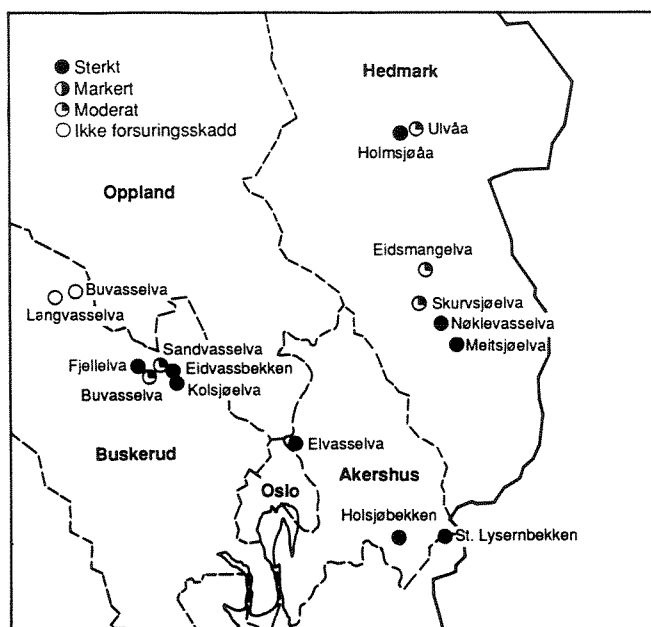 Sterkt
Markert
Moderat
Ikke forsuringsskadd
Hedmark
Ulvåa
Holmsjøåa
Oppland
Eidsmangelva
Buvasselva
Langvasselva
Skurvsjøelva
Nøklevasselva
Meitsjøelva
Sandvasselva
Fjellelva
Eidvassbekken
Buvasselva
Kolsjøelva
Elvasselva
Buskerud
Akershus
Oslo
Holsjøbekken
St. Lysernbekken